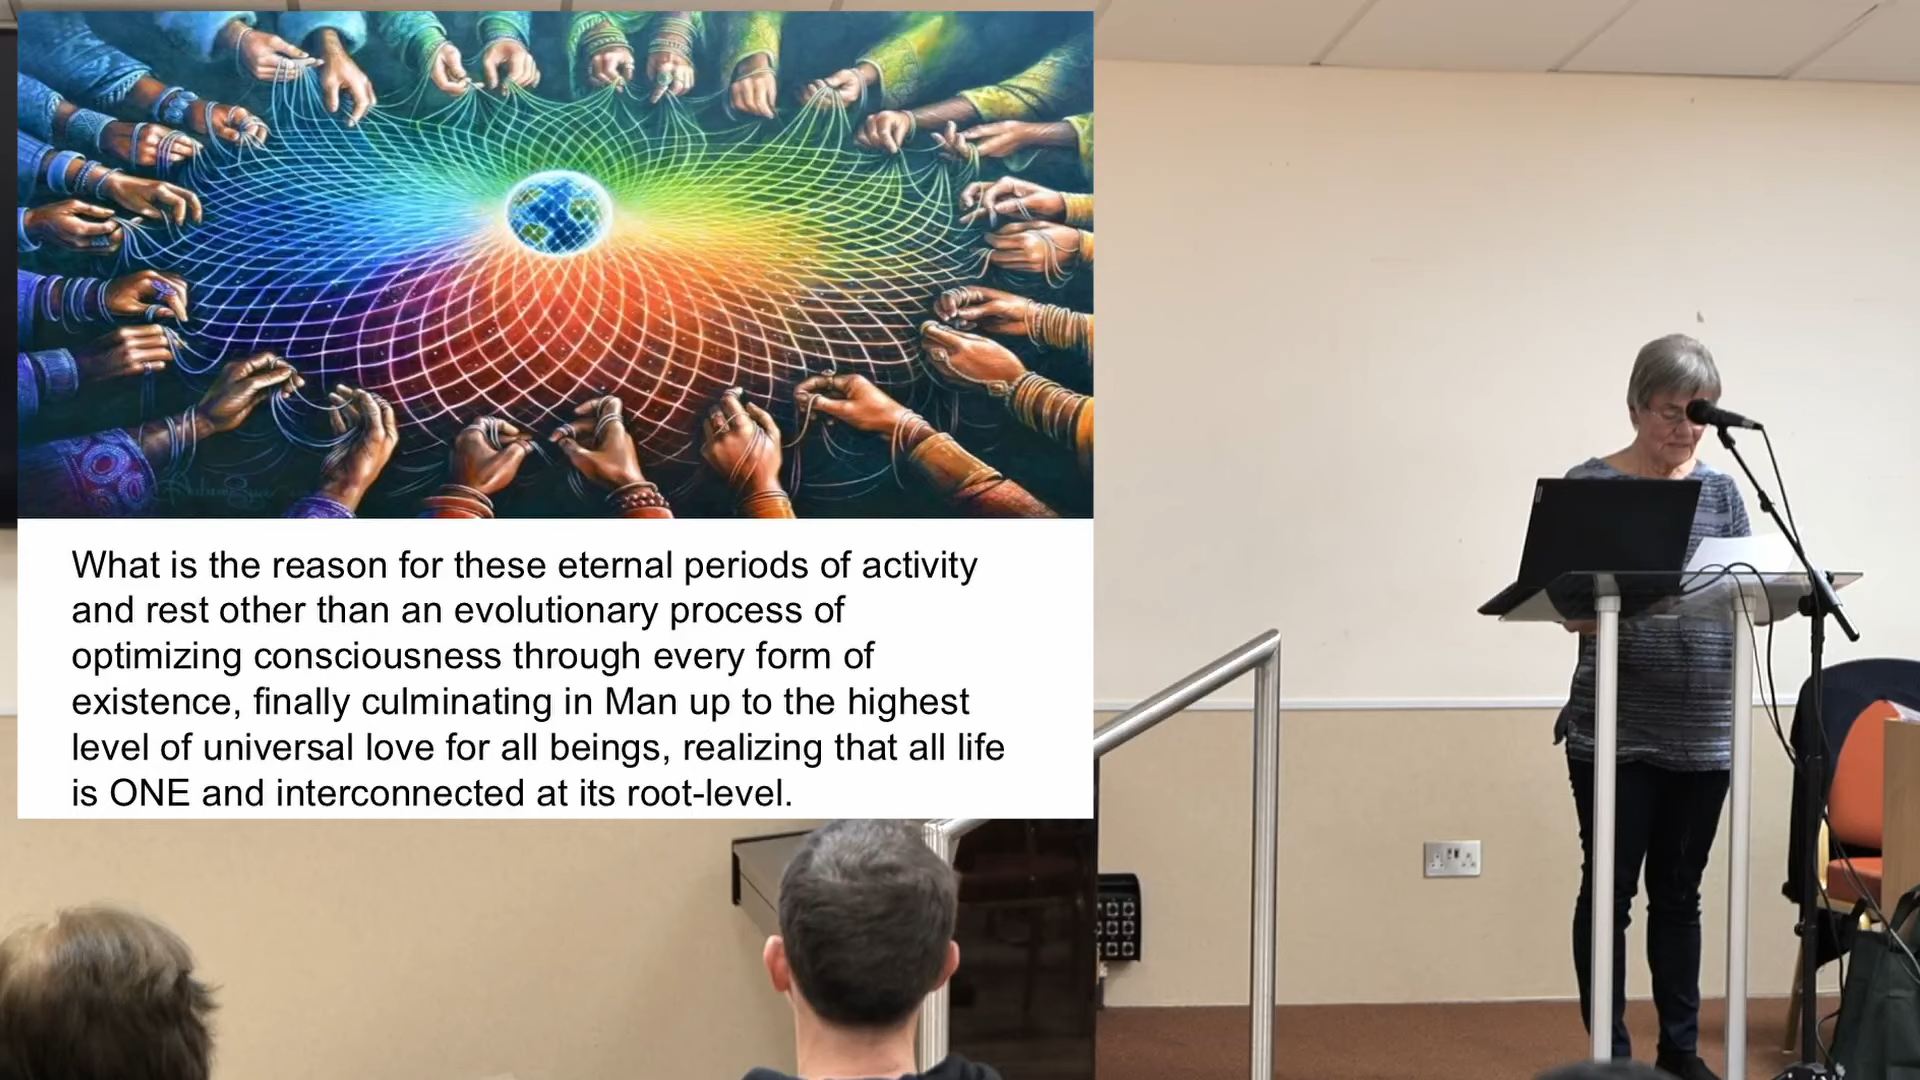 What is the reason for these eternal periods of activity
and rest other than an evolutionary process of
optimizing consciousness through every form of
existence, finally culminating in Man up to the highest
level of universal love for all beings, realizing that all life
is ONE and interconnected at its root-level.